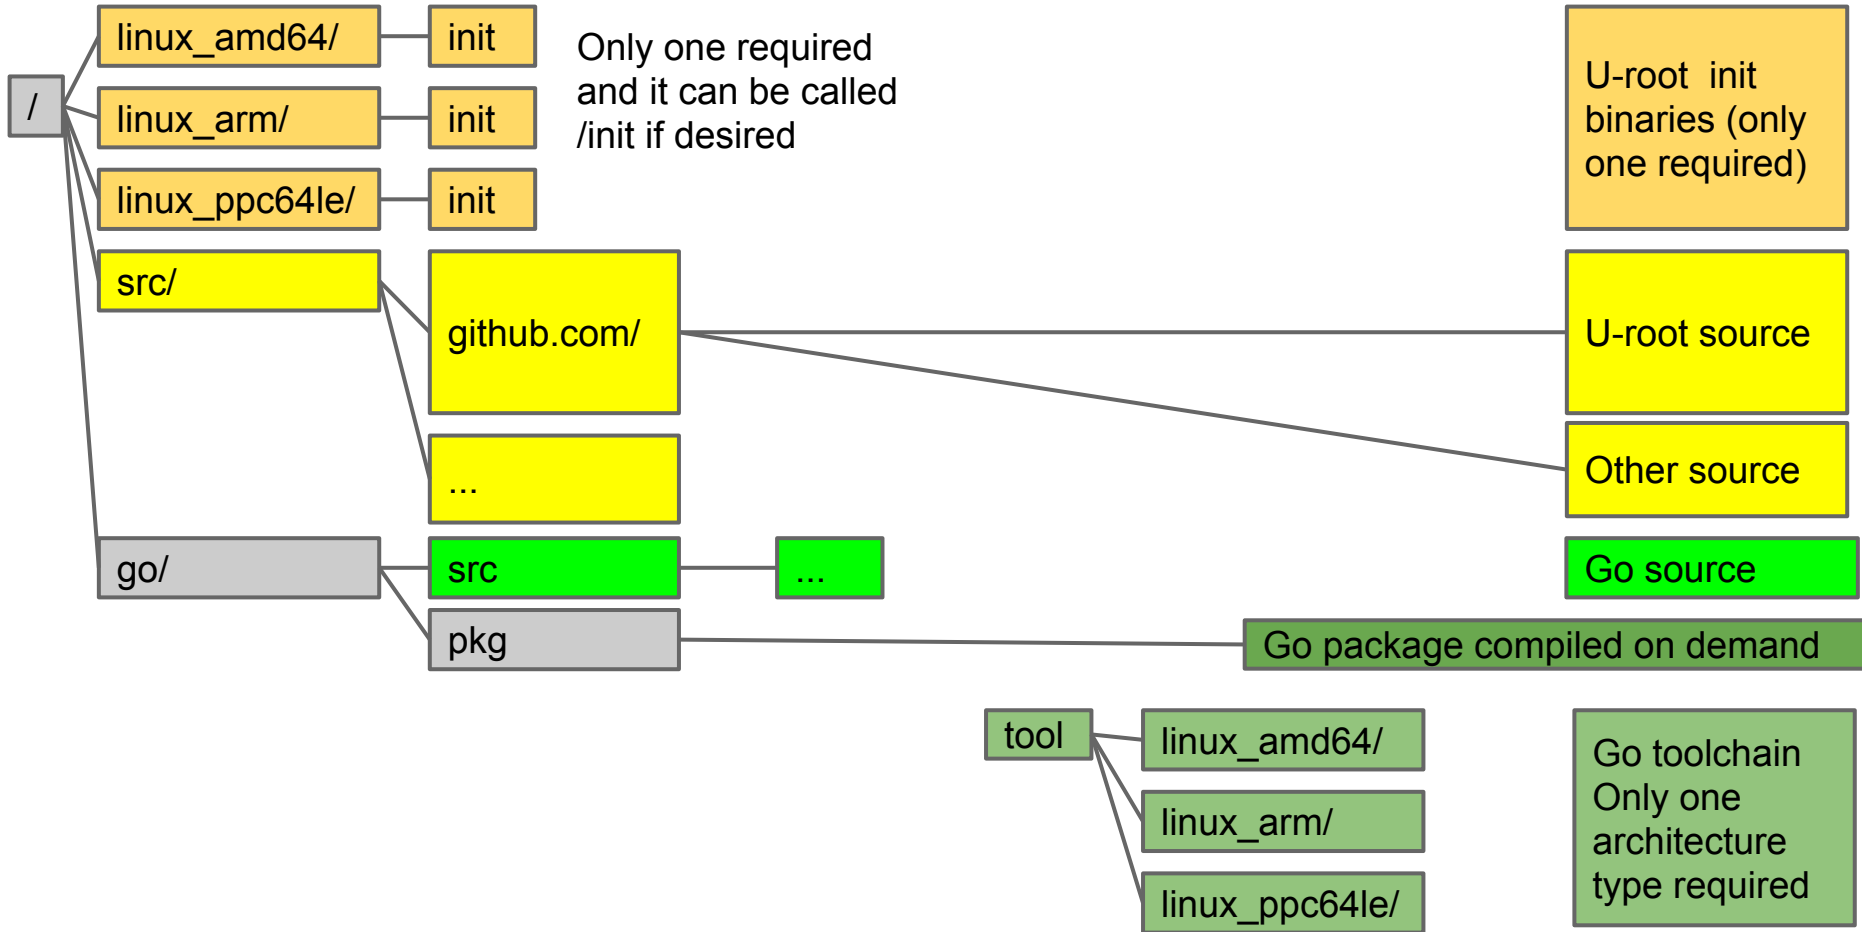 /
linux_amd64/
init
linux_arm/
init
linux_ppc64le/
init
Only one required
and it can be called
/init if desired
U-root  init
binaries (only
one required)
src/
github.com/
...
U-root source
Other source
go/
src
...
Go source
pkg
Go package compiled on demand
tool
linux_amd64/
linux_arm/
linux_ppc64le/
Go toolchain
Only one
architecture
type required